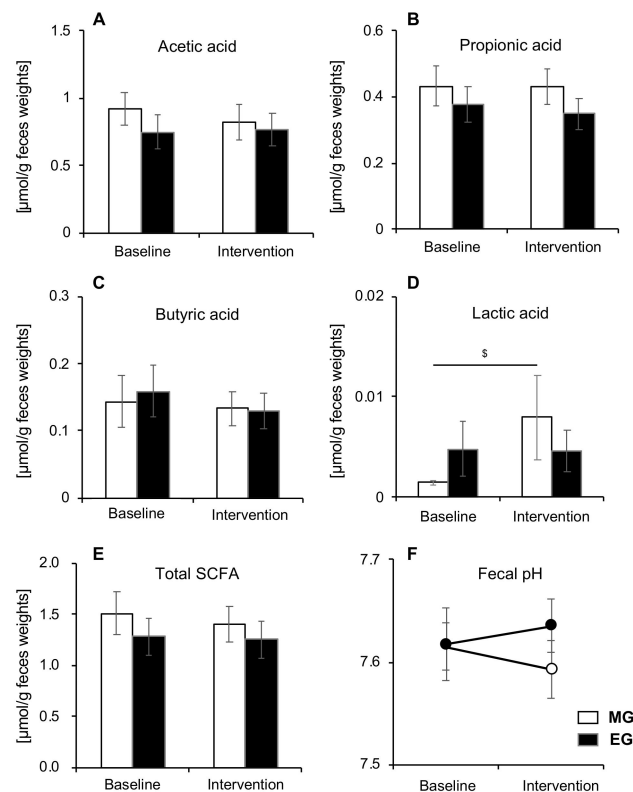 A
Acetic acid
[µmol/g feces weights]
1.5
1
0.5
0
Baseline
Intervention
B
Propionic acid
[µmol/g feces weights]
0.6
0.4
0.2
0
Baseline
Intervention
C
Butyric acid
[µmol/g feces weights]
0.3
0.2
0.1
0
Baseline
Intervention
D
Lactic acid
[µmol/g feces weights]
0.02
0.01
0
$
Baseline
Intervention
E
Total SCFA
[µmol/g feces weights]
2.0
1.5
1.0
0.5
0.0
Baseline
Intervention
F
Fecal pH
7.7
7.6
7.5
Baseline
Intervention
MG
EG